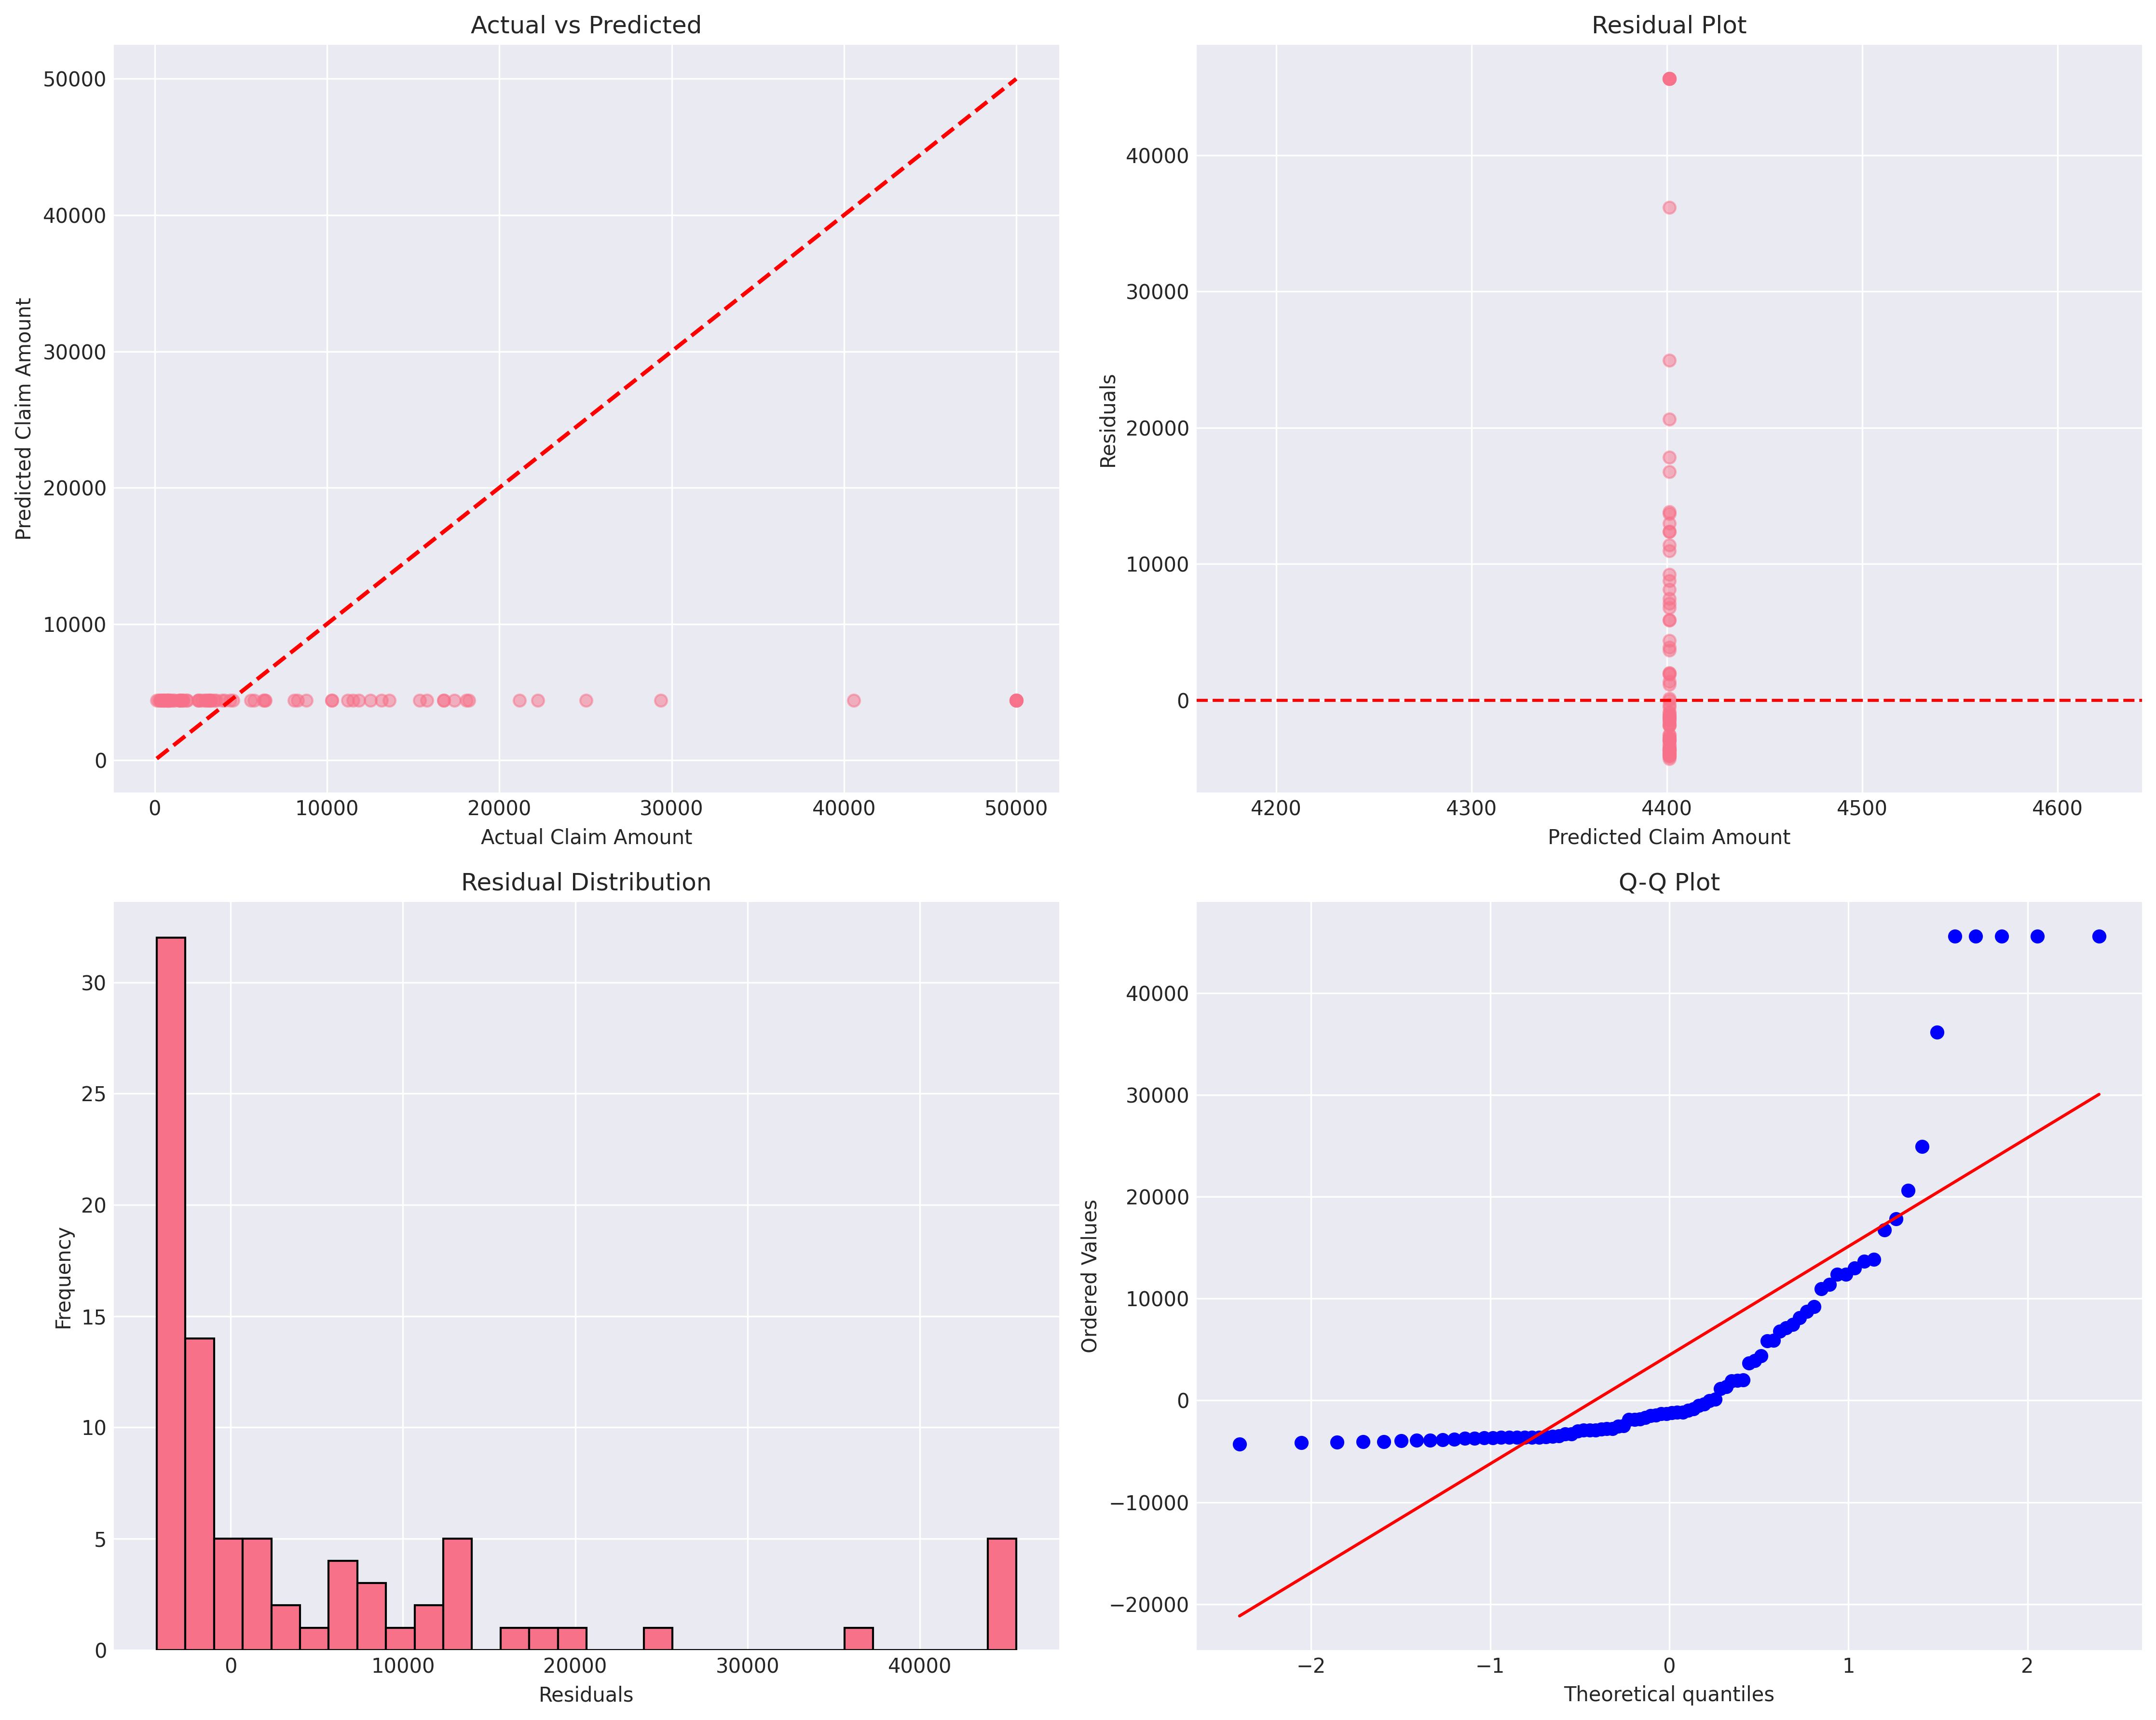 Actual vs Predicted
50000
40000
30000
20000
10000
0
Predicted Claim Amount
0 10000 20000 30000 40000 50000
Actual Claim Amount
Residual Plot
40000
30000
20000
10000
0
Residuals
4200 4300 4400 4500 4600
Predicted Claim Amount
Residual Distribution
30
25
20
15
10
5
0
Frequency
0 10000 20000 30000 40000
Residuals
Q-Q Plot
40000
30000
20000
10000
0
−10000
−20000
Ordered Values
−2 −1 0 1 2
Theoretical quantiles